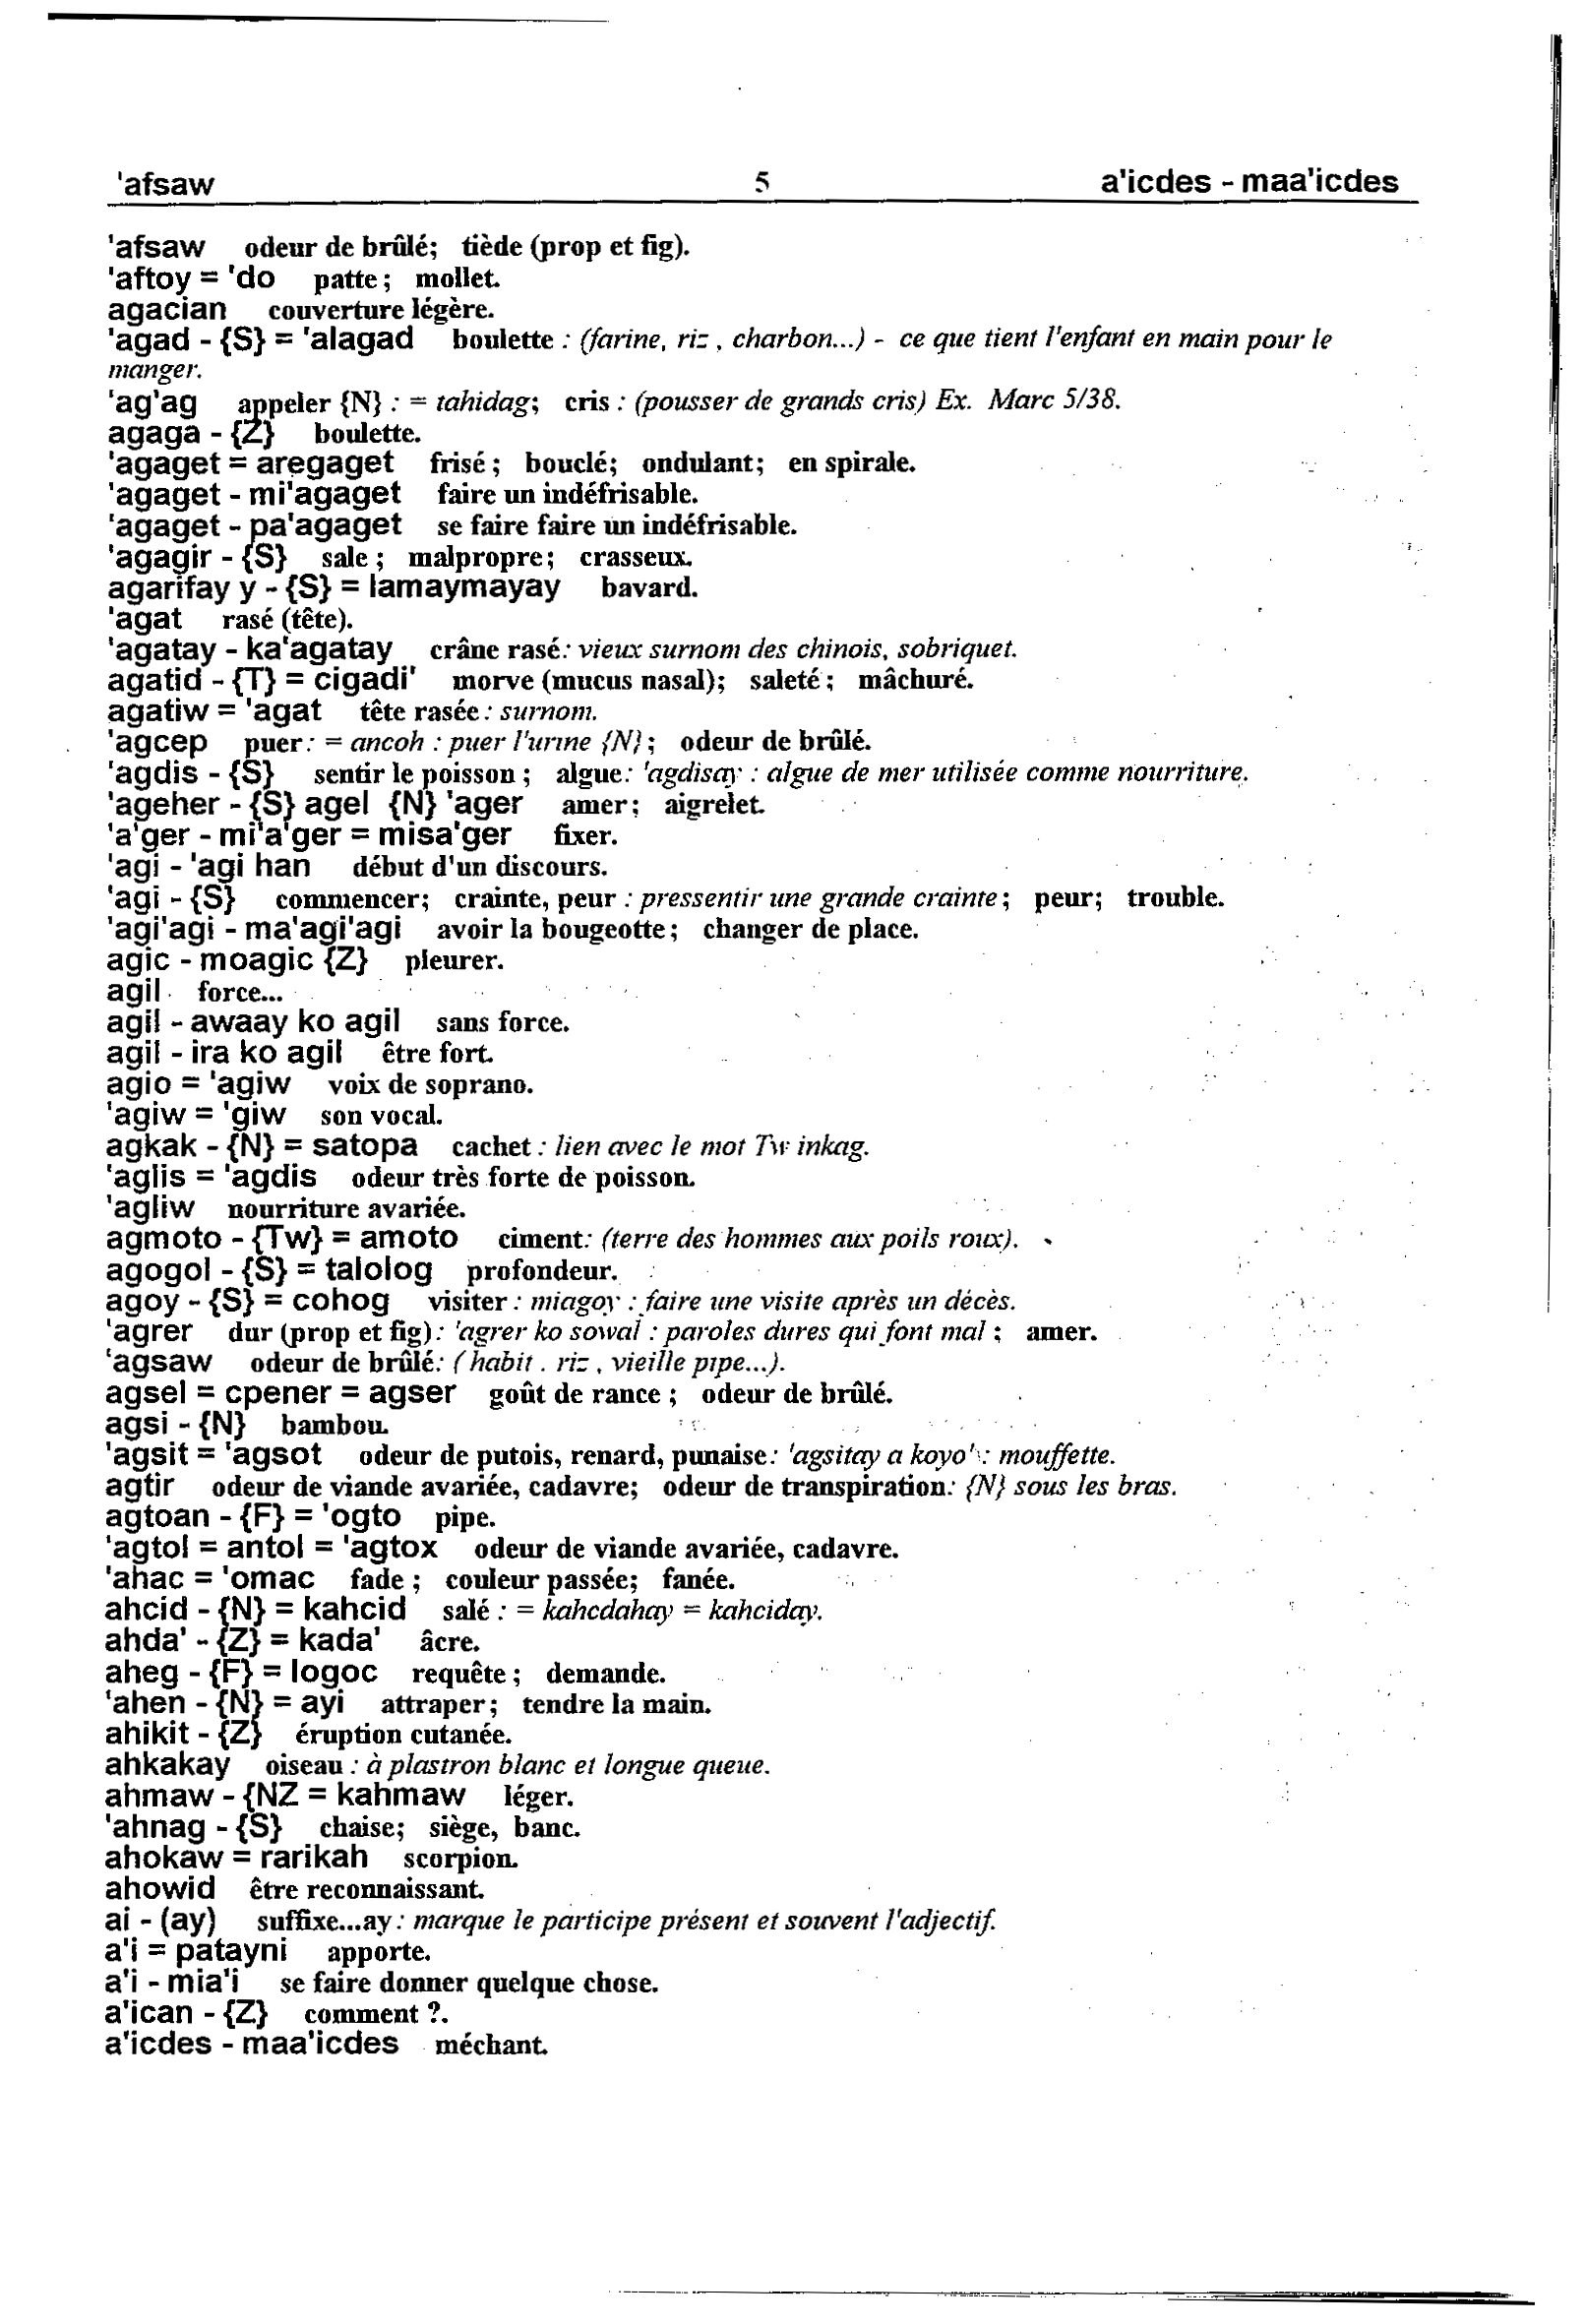 'afsaw 5 a'icdes - maa'icdes
'afsaw odeur de brûlé; tiède (prop et fig).
'aftoy = 'do patte ; mollet.
agacian couverture légère.
'agad - {S} = 'alagad boulette : (farine, riz , charbon...) - ce que tient l'enfant en main pour le
manger.
'ag'ag appeler {N} : = tahidag; cris : (pousser de grands cris) Ex. Marc 5/38.
agaga - {Z} boulette.
'agaget = aregaget frisé ; bouclé; ondulant; en spirale.
'agaget - mi'agaget faire un indéfrisable.
'agaget - pa'agaget se faire faire un indéfrisable.
'agagir - {S} sale ; malpropre; crasseux.
agarifay y - {S} = lamaymayay bavard.
'agat rasé (tête).
'agatay - ka'agatay crâne rasé: vieux surnom des chinois, sobriquet.
agatid - {T} = cigadi' morve (mucus nasal); saleté ; mâchuré.
agatiw = 'agat tête rasée : surnom.
'agcep puer: = ancoh : puer l'urine {N} ; odeur de brûlé.
'agdis - {S} sentir le poisson ; algue: 'agdisay : algue de mer utilisée comme nourriture.
'ageher - {S} agel {N} 'ager amer; aigrelet.
'a'ger - mi'a'ger = misa'ger fixer.
'agi - 'agi han début d'un discours.
'agi - {S} commencer; crainte, peur : pressentir une grande crainte ; peur; trouble.
'agi'agi - ma'agi'agi avoir la bougeotte ; changer de place.
agic - moagic {Z} pleurer.
agil force...
agil - awaay ko agil sans force.
agil - ira ko agil être fort.
agio = 'agiw voix de soprano.
'agiw = 'giw son vocal.
agkak - {N} = satopa cachet : lien avec le mot Tw inkag.
'aglis = 'agdis odeur très forte de poisson.
'agliw nourriture avariée.
agmoto - {Tw} = amoto ciment: (terre des hommes aux poils roux).
agogol - {S} = talolog profondeur.
agoy - {S} = cohog visiter : miagoy : faire une visite après un décès.
'agrer dur (prop et fig) : 'agrer ko sowal : paroles dures qui font mal ; amer.
'agsaw odeur de brûlé: ( habit . riz , vieille pipe...).
agsel = cpener = agser goût de rance ; odeur de brûlé.
agsi - {N} bambou.
'agsit = 'agsot odeur de putois, renard, punaise: 'agsitay a koyo' : mouffette.
agtir odeur de viande avariée, cadavre; odeur de transpiration: {N} sous les bras.
agtoan - {F} = 'ogto pipe.
'agtol = antol = 'agtox odeur de viande avariée, cadavre.
'ahac = 'omac fade ; couleur passée; fanée.
ahcid - {N} = kahcid salé : = kahcdahay = kahciday.
ahda' - {Z} = kada' âcre.
aheg - {F} = logoc requête ; demande.
'ahen - {N} = ayi attraper ; tendre la main.
ahikit - {Z} éruption cutanée.
ahkakay oiseau : à plastron blanc et longue queue.
ahmaw - {NZ = kahmaw léger.
'ahnag - {S} chaise; siège, banc.
ahokaw = rarikah scorpion.
ahowid être reconnaissant.
ai - (ay) suffixe...ay : marque le participe présent et souvent l'adjectif.
a'i = patayni apporte.
a'i - mia'i se faire donner quelque chose.
a'ican - {Z} comment ?.
a'icdes - maa'icdes méchant.